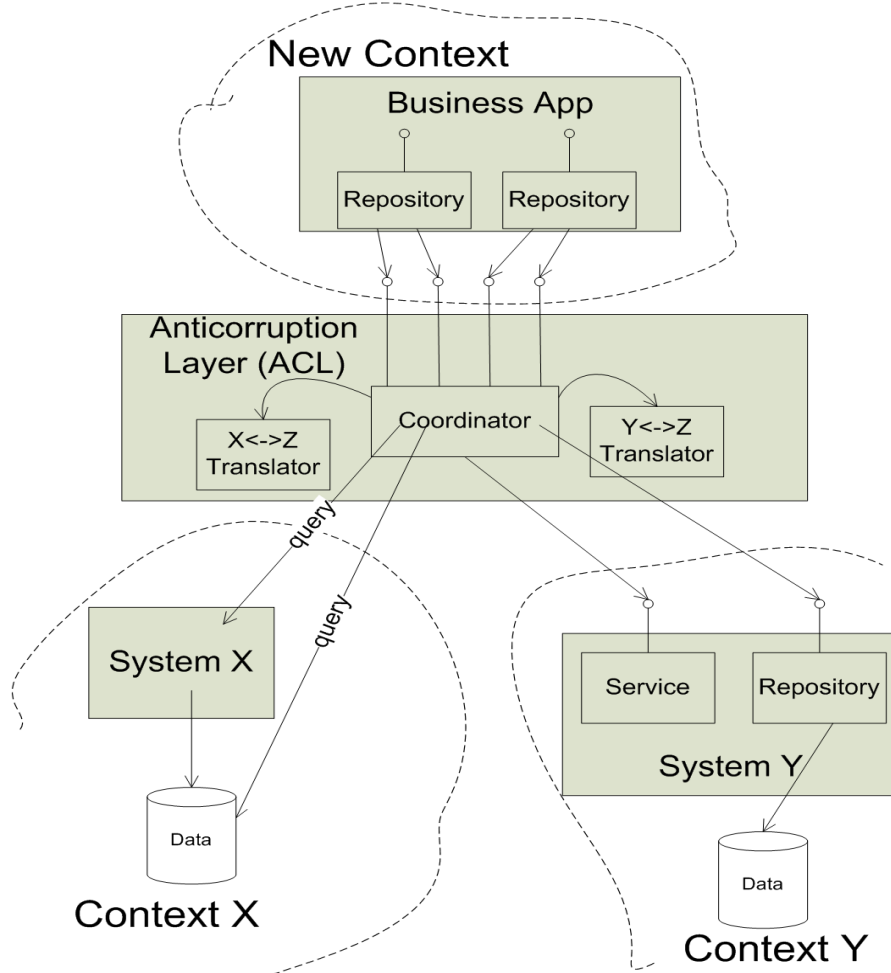 New Context
Business App
Repository
Repository
Anticorruption
Layer (ACL)
Coordinator
X<->Z
Translator
Y<->Z
Translator
query
query
System X
Service
Repository
System Y
Data
Data
Context X
Context Y